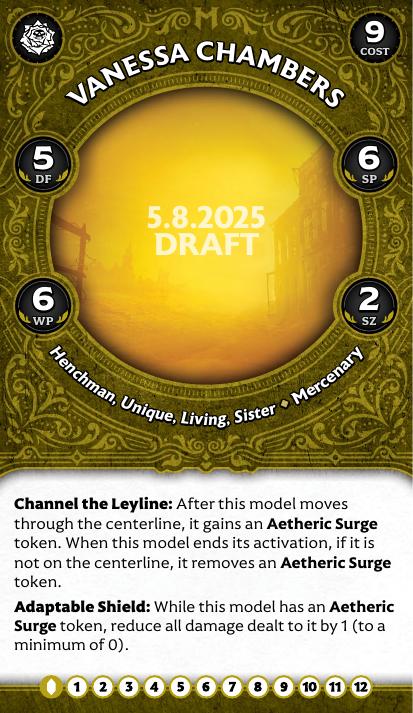 M
9
COST
VANESSA CHAMBERS
5
DF
6
SP
5.8.2025
DRAFT
6
WP
2
SZ
Henchman, Unique, Living, Sister ♦ Mercenary
Channel the Leyline: After this model moves
through the centerline, it gains an Aetheric Surge
token. When this model ends its activation, if it is
not on the centerline, it removes an Aetheric Surge
token.
Adaptable Shield: While this model has an Aetheric
Surge token, reduce all damage dealt to it by 1 (to a
minimum of 0).
1 2 3 4 5 6 7 8 9 10 11 12